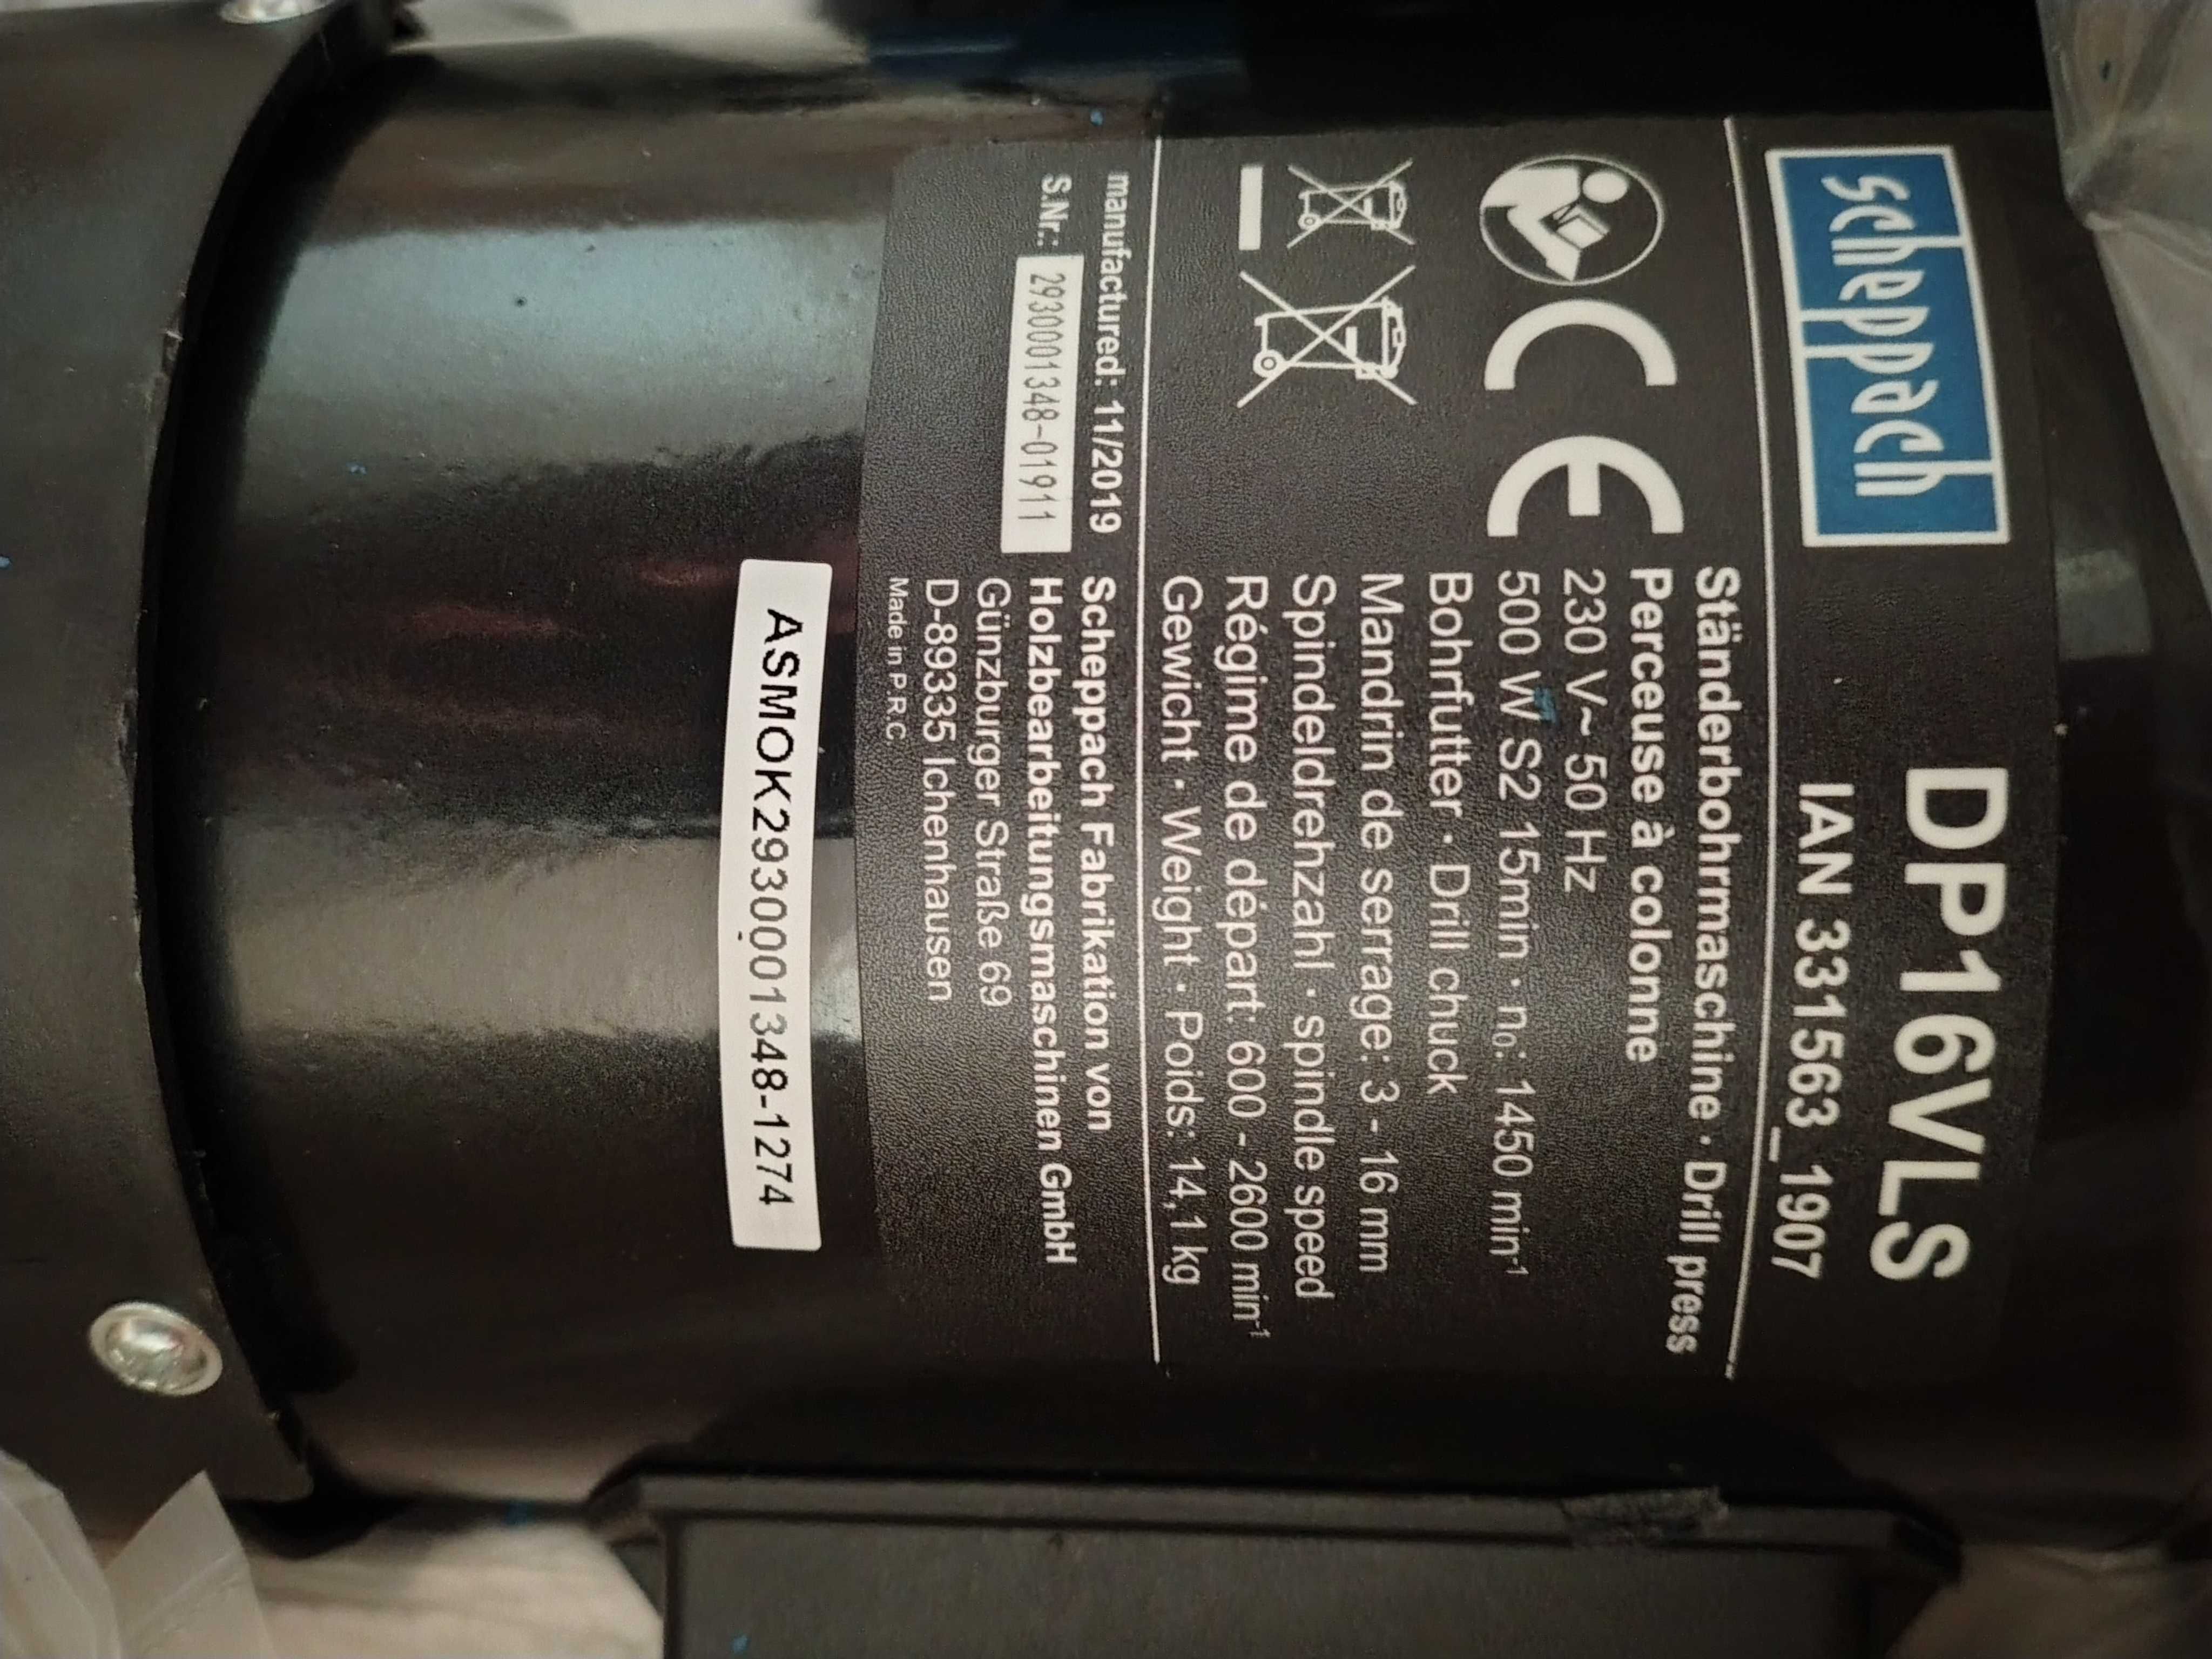 scheppach
DP16VLS
IAN 331563_1907
Ständerbohrmaschine · Drill press
Perceuse à colonne
230 V~ 50 Hz
500 W S2 15min · n₀: 1450 min⁻¹
Bohrfutter · Drill chuck
Mandrin de serrage: 3 - 16 mm
Spindeldrehzahl · spindle speed
Régime de départ: 600 - 2600 min⁻¹
Gewicht · Weight · Poids: 14,1 kg
CE
manufactured: 11/2019
S.Nr.: 2930001348-01911
Scheppach Fabrikation von
Holzbearbeitungsmaschinen GmbH
Günzburger Straße 69
D-89335 Ichenhausen
Made in P.R.C.
ASMOK2930001348-1274